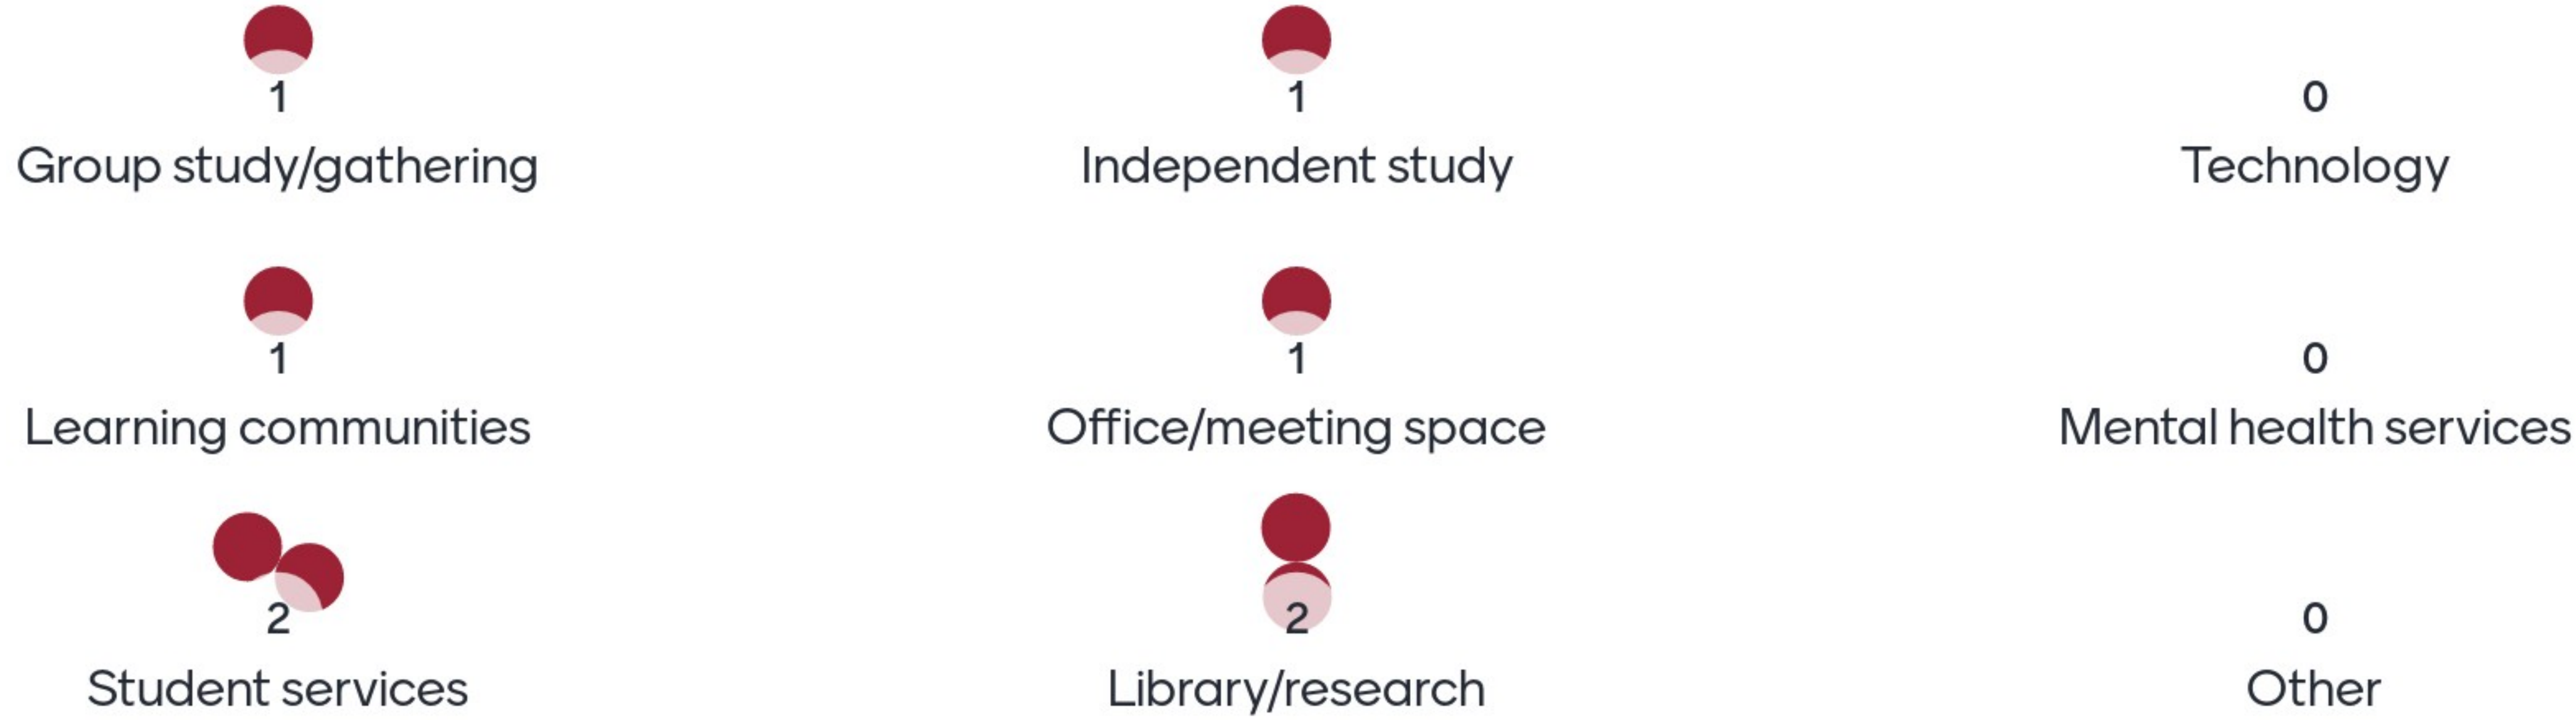 1 1 0
Group study/gathering Independent study Technology
1 1 0
Learning communities Office/meeting space Mental health services
2 2 0
Student services Library/research Other